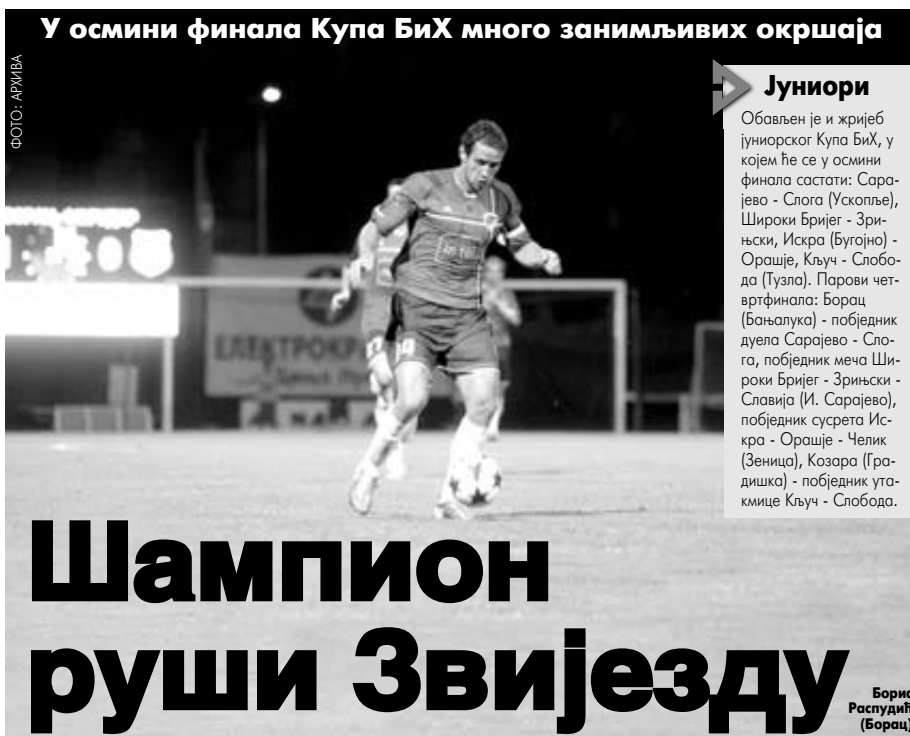 У осмини финала Купа БиХ много занимљивих окршаја
ФОТО: АРХИВА
Јуниори
Обављен је и жријеб
јуниорског Купа БиХ, у
којем ће се у осмини
финала састати: Сара-
јево - Слога (Ускопље),
Широки Бријег - Зри-
њски, Искра (Бугојно) -
Орашје, Кључ - Слобо-
да (Тузла). Парови чет-
вртфинала: Борац
(Бањалука) - побједник
дуела Сарајево - Сло-
га, побједник меча Ши-
роки Бријег - Зрињски -
Славија (И. Сарајево),
побједник сусрета Ис-
кра - Орашје - Челик
(Зеница), Козара (Гра-
дишка) - побједник ута-
кмице Кључ - Слобода.
Шампион
руши Звијезду
Борис
Распудић
(Борац)